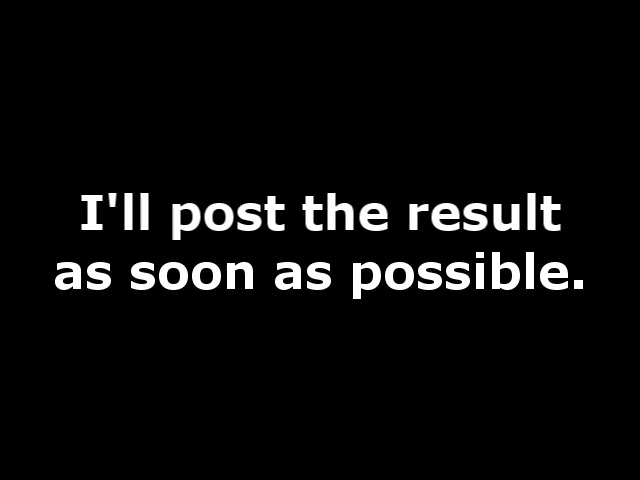 I'll post the result
as soon as possible.